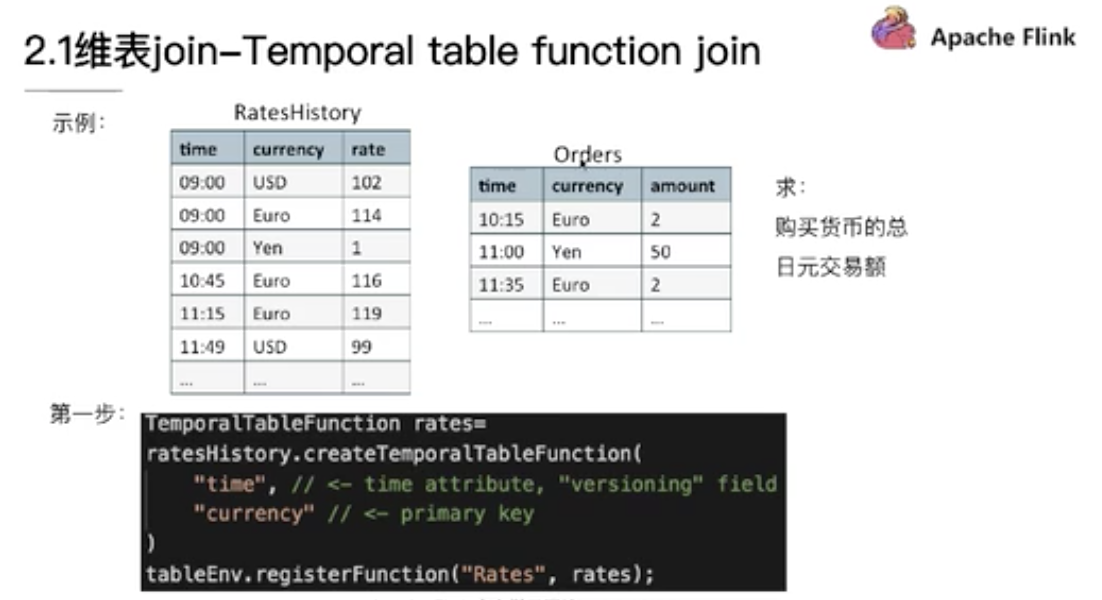 2.1维表join-Temporal table function join
Apache Flink
示例：
RatesHistory
time currency rate
09:00 USD 102
09:00 Euro 114
09:00 Yen 1
10:45 Euro 116
11:15 Euro 119
11:49 USD 99
... ... ...
Orders
time currency amount
10:15 Euro 2
11:00 Yen 50
11:35 Euro 2
... ... ...
求：
购买货币的总
日元交易额
第一步：
TemporalTableFunction rates=
ratesHistory.createTemporalTableFunction(
"time", // <- time attribute, "versioning" field
"currency" // <- primary key
)
tableEnv.registerFunction("Rates", rates);